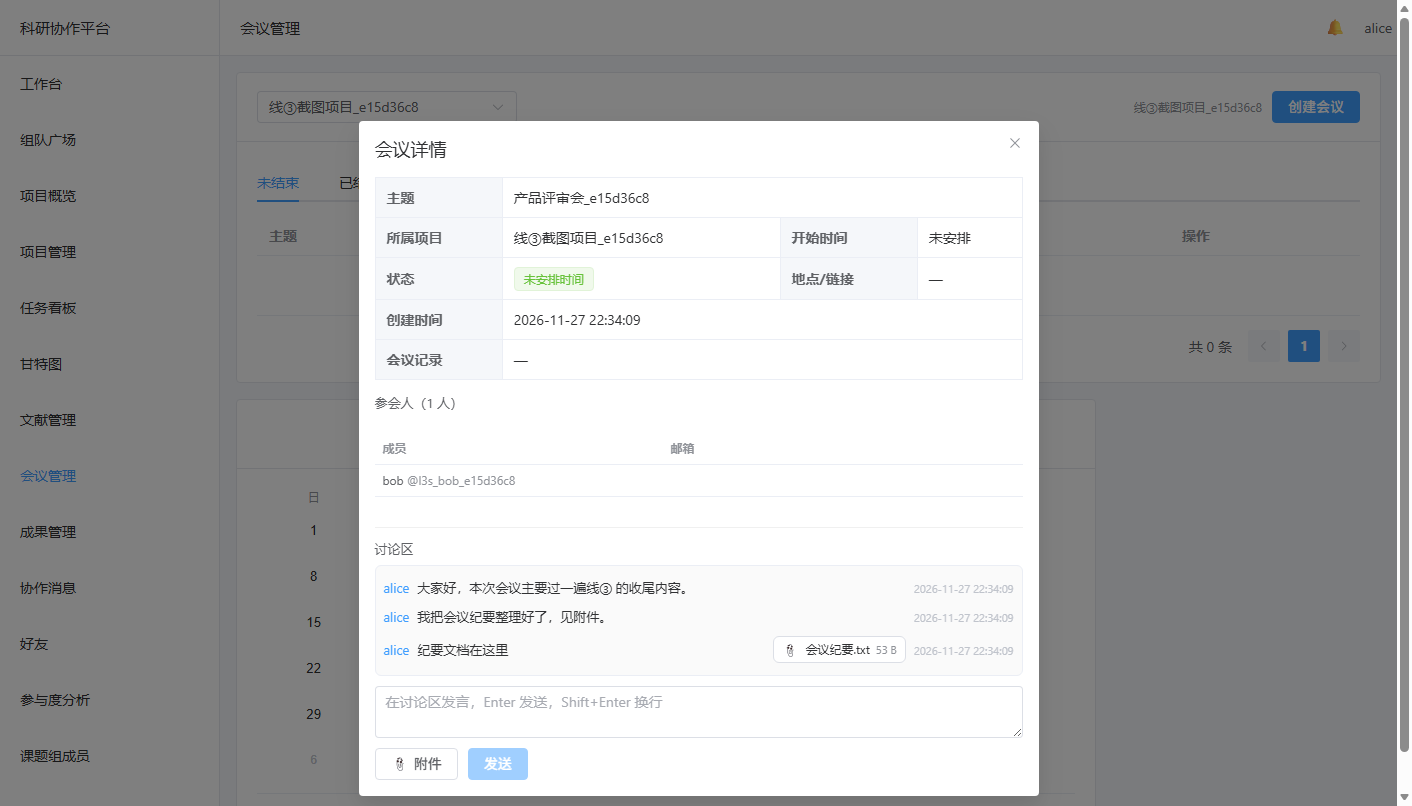 科研协作平台
会议管理
alice
工作台
组队广场
项目概览
项目管理
任务看板
甘特图
文献管理
会议管理
成果管理
协作消息
好友
参与度分析
课题组成员
线③截图项目_e15d36c8
线③截图项目_e15d36c8 创建会议
未结束
主题 操作
共 0 条 1
日
1
8
15
22
29
6
会议详情
主题 产品评审会_e15d36c8
所属项目 线③截图项目_e15d36c8 开始时间 未安排
状态 未安排时间 地点/链接 —
创建时间 2026-11-27 22:34:09
会议记录 —
参会人（1 人）
成员 邮箱
bob @l3s_bob_e15d36c8
讨论区
alice 大家好，本次会议主要过一遍线③ 的收尾内容。 2026-11-27 22:34:09
alice 我把会议纪要整理好了，见附件。 2026-11-27 22:34:09
alice 纪要文档在这里 会议纪要.txt 53 B 2026-11-27 22:34:09
在讨论区发言，Enter 发送，Shift+Enter 换行
附件 发送